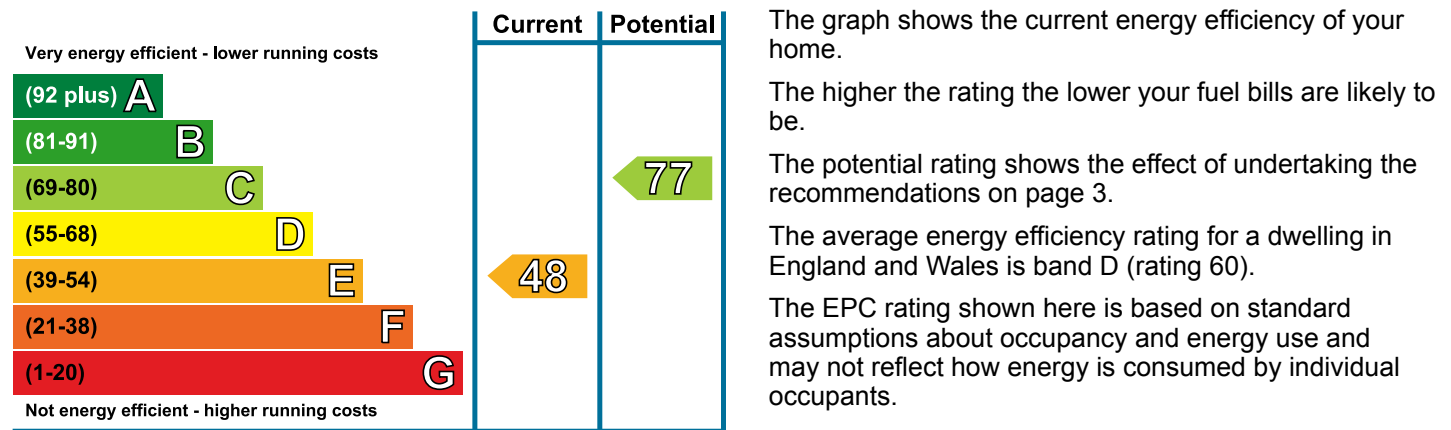 Current Potential
Very energy efficient - lower running costs
(92 plus) A
(81-91) B
(69-80) C
77
(55-68) D
(39-54) E
48
(21-38) F
(1-20) G
Not energy efficient - higher running costs
The graph shows the current energy efficiency of your
home.
The higher the rating the lower your fuel bills are likely to
be.
The potential rating shows the effect of undertaking the
recommendations on page 3.
The average energy efficiency rating for a dwelling in
England and Wales is band D (rating 60).
The EPC rating shown here is based on standard
assumptions about occupancy and energy use and
may not reflect how energy is consumed by individual
occupants.